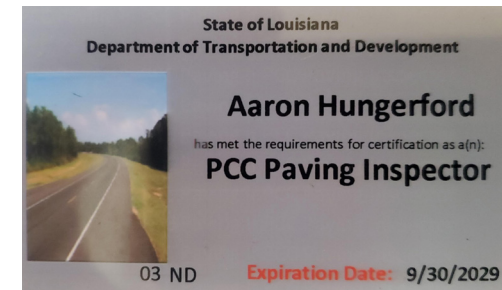 State of Louisiana
Department of Transportation and Development
Aaron Hungerford
has met the requirements for certification as a(n):
PCC Paving Inspector
03 ND Expiration Date: 9/30/2029